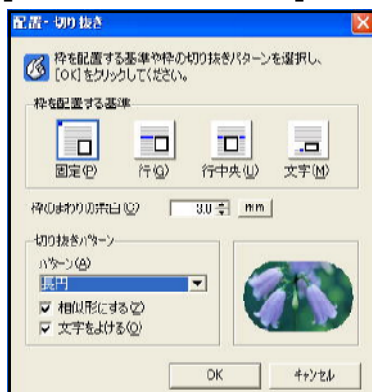 配置・切り抜き
枠を配置する基準や枠の切り抜きパターンを選択し、
[OK]をクリックしてください。
枠を配置する基準
固定(P)
行(G)
行中央(U)
文字(M)
枠のまわりの余白(C)
3.0
mm
切り抜きパターン
パターン(A)
長円
相似形にする(Z)
文字をよける(O)
OK
キャンセル